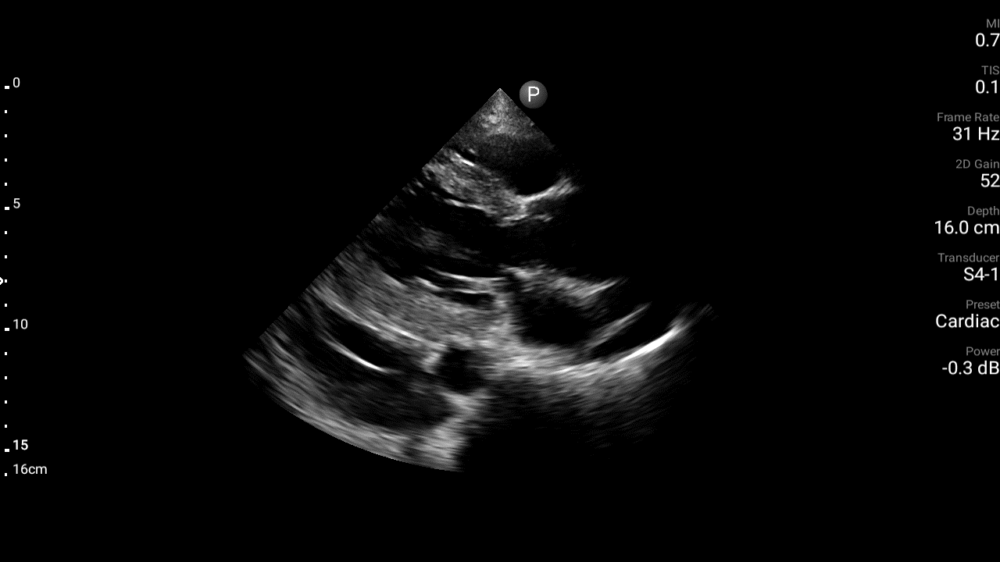 P
0
5
10
15
16cm
MI
0.7
TIS
0.1
Frame Rate
31 Hz
2D Gain
52
Depth
16.0 cm
Transducer
S4-1
Preset
Cardiac
Power
-0.3 dB